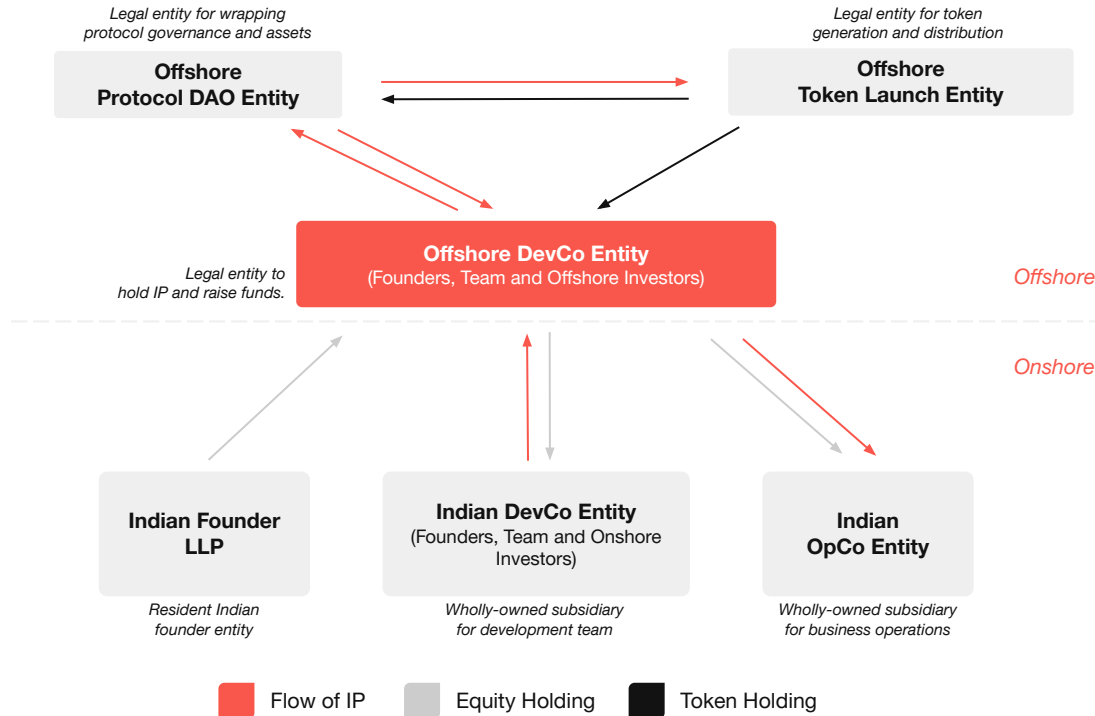 Legal entity for wrapping
protocol governance and assets
Offshore
Protocol DAO Entity
Legal entity for token
generation and distribution
Offshore
Token Launch Entity
Offshore DevCo Entity
(Founders, Team and Offshore Investors)
Legal entity to
hold IP and raise funds.
Offshore
Onshore
Indian Founder
LLP
Resident Indian
founder entity
Indian DevCo Entity
(Founders, Team and Onshore
Investors)
Wholly-owned subsidiary
for development team
Indian
OpCo Entity
Wholly-owned subsidiary
for business operations
Flow of IP
Equity Holding
Token Holding